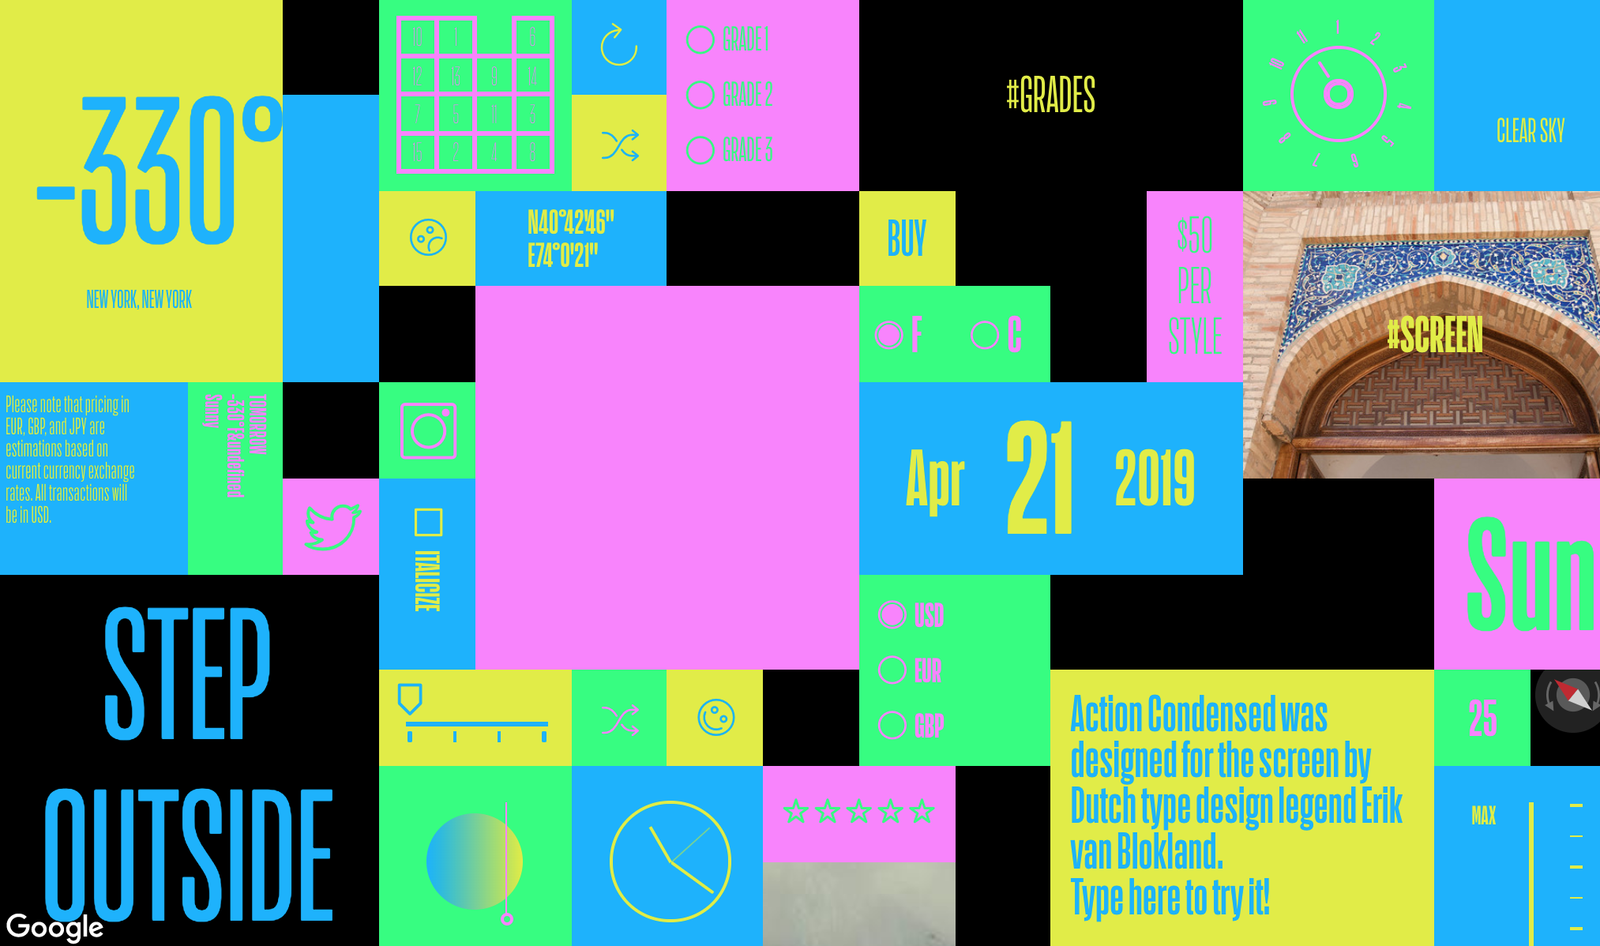 -330°
NEW YORK, NEW YORK
GRADE 1
GRADE 2
GRADE 3
#GRADES
CLEAR SKY
N40°42'46"
E74°0'21"
BUY
$50
PER
STYLE
F
C
#SCREEN
Please note that pricing in
EUR, GBP, and JPY are
estimations based on
current currency exchange
rates. All transactions will
be in USD.
TOMORROW
-330°F&undefined
Sunny
Apr
21
2019
ITALICIZE
Sun
STEP
OUTSIDE
USD
EUR
GBP
Action Condensed was
designed for the screen by
Dutch type design legend Erik
van Blokland.
Type here to try it!
25
MAX
Google